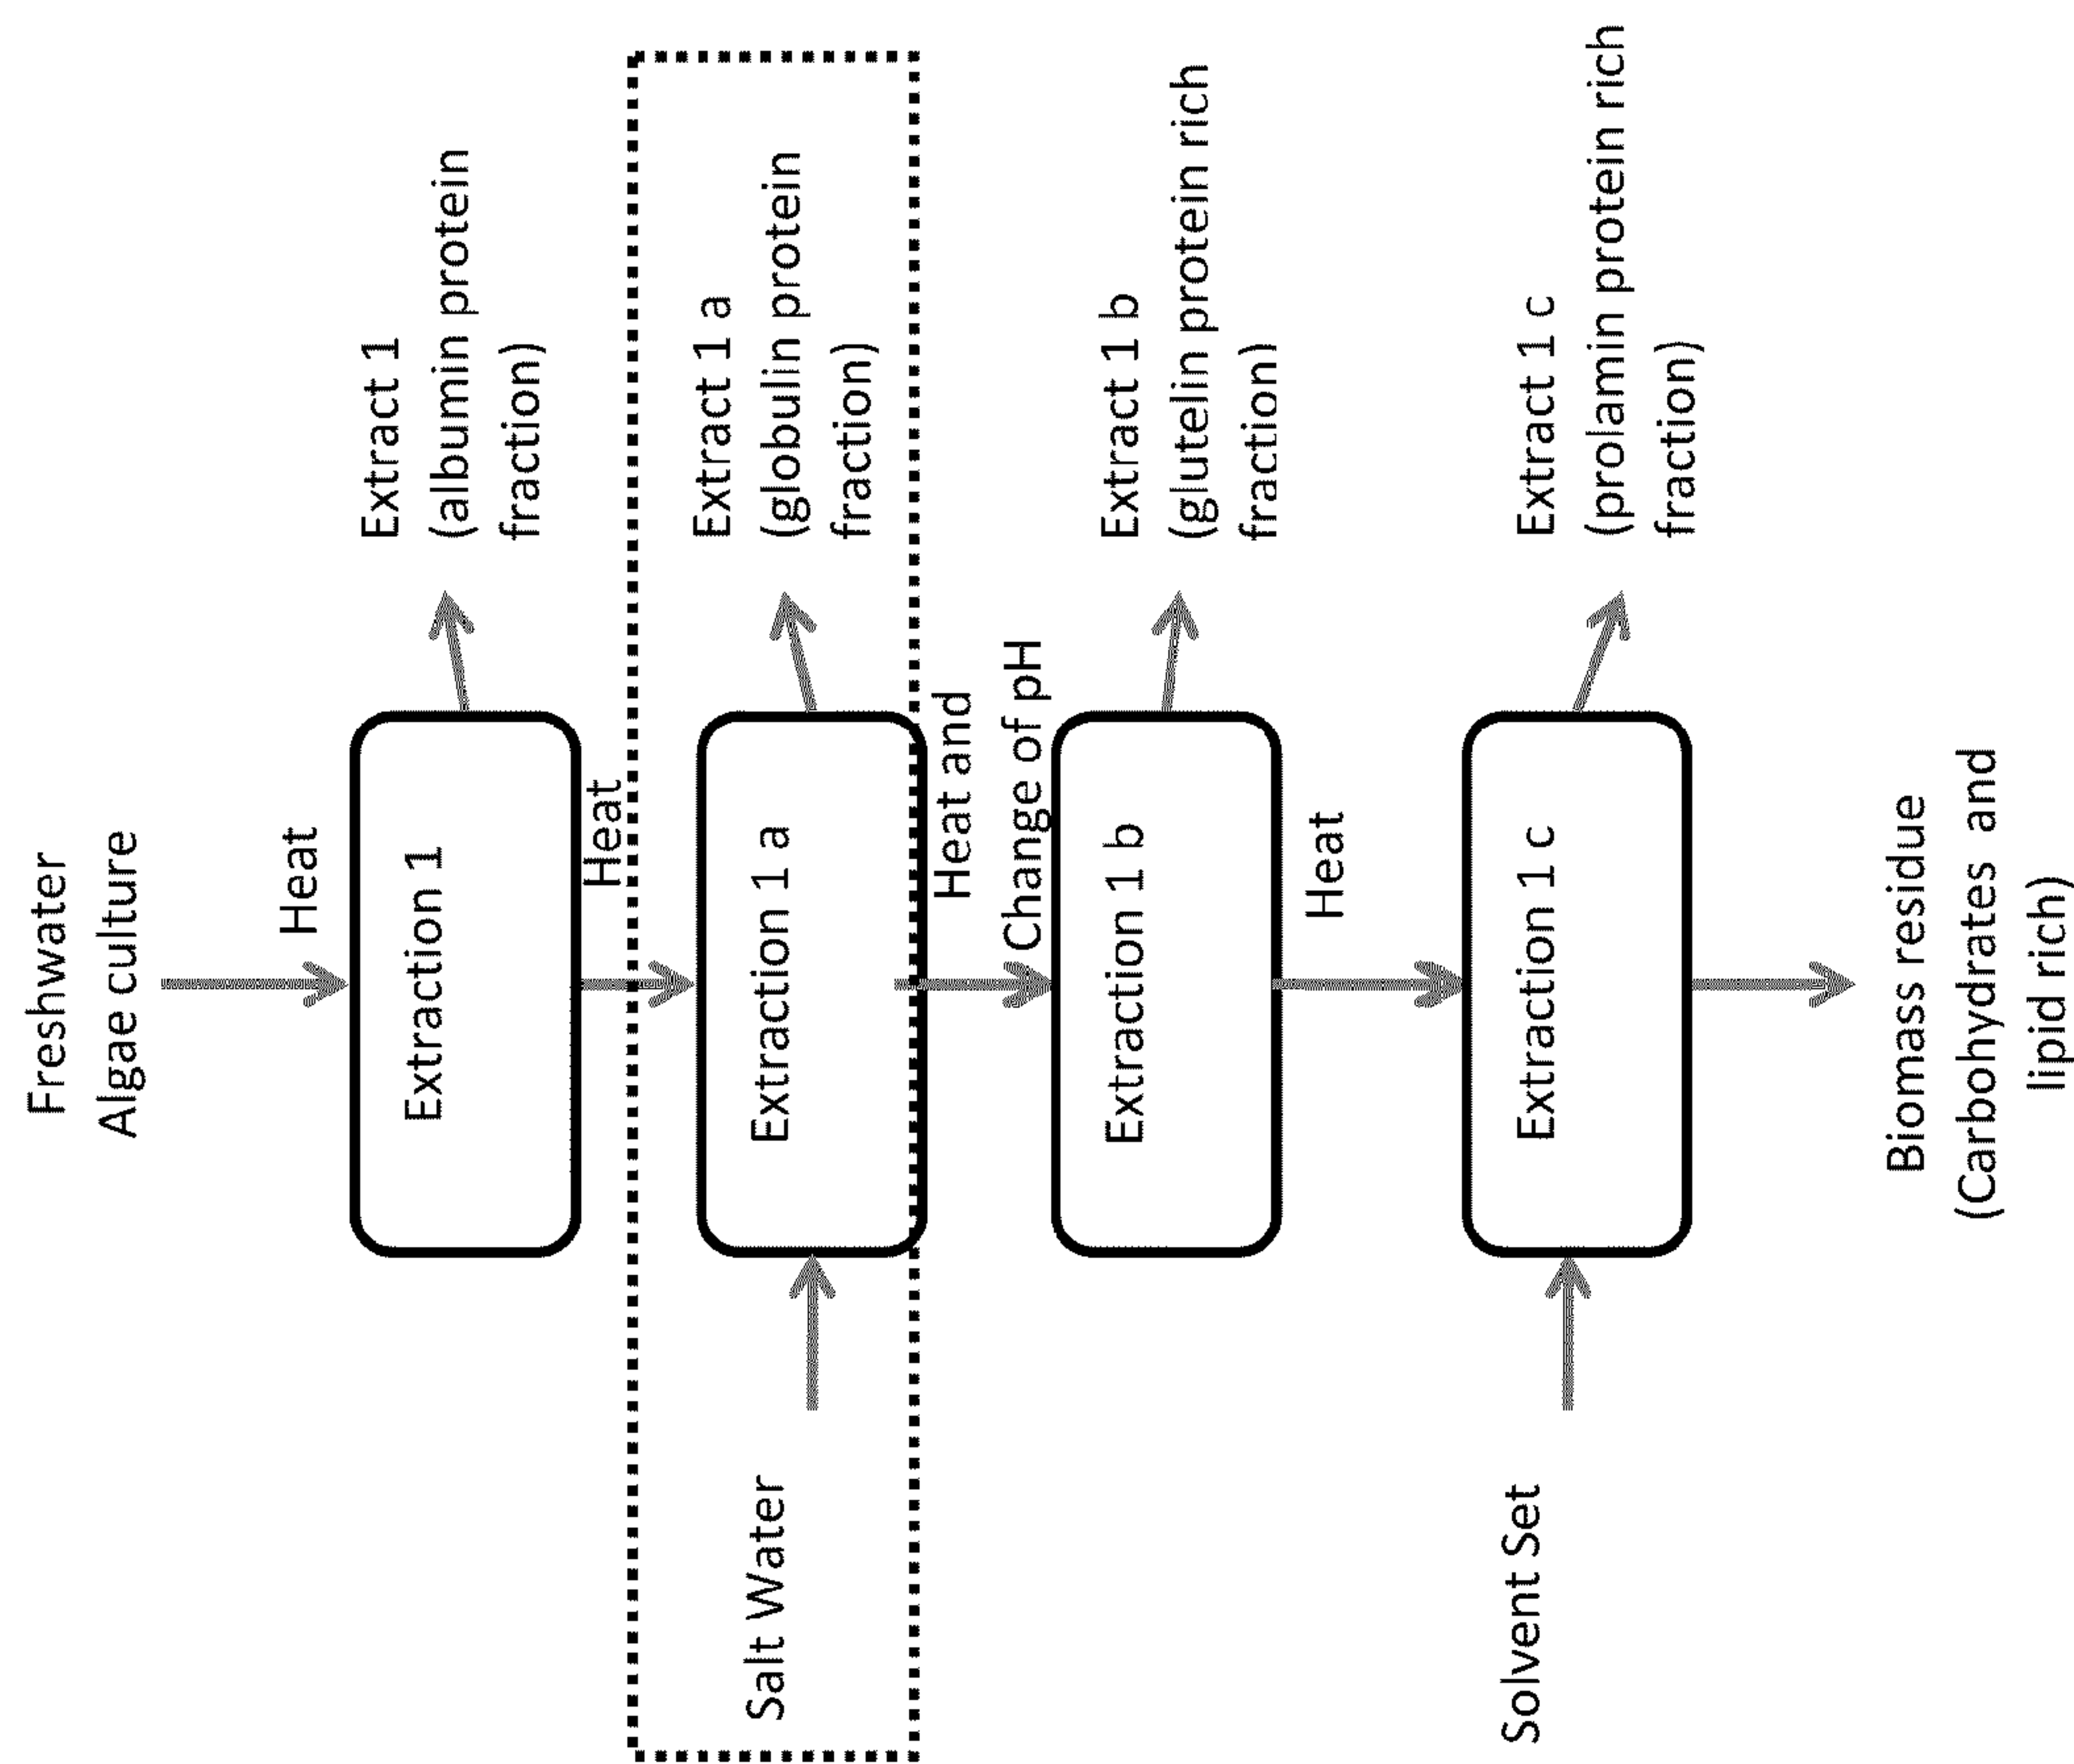 Freshwater
Algae culture
Heat
Extraction 1
Extract 1
(albumin protein
fraction)
Heat
Salt Water
Extraction 1 a
Extract 1 a
(globulin protein
fraction)
Heat and
Change of pH
Extraction 1 b
Extract 1 b
(glutelin protein rich
fraction)
Heat
Solvent Set
Extraction 1 c
Extract 1 c
(prolamin protein rich
fraction)
Biomass residue
(Carbohydrates and
lipid rich)